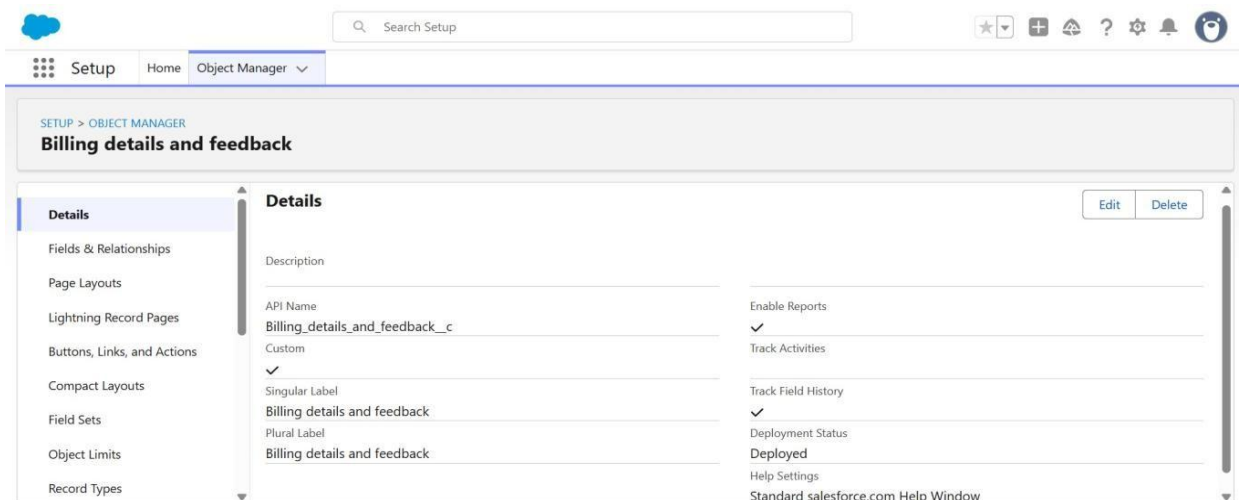 Search Setup
Setup
Home
Object Manager
SETUP > OBJECT MANAGER
Billing details and feedback
Details
Fields & Relationships
Page Layouts
Lightning Record Pages
Buttons, Links, and Actions
Compact Layouts
Field Sets
Object Limits
Record Types
Details
Edit
Delete
Description
API Name
Billing_details_and_feedback__c
Custom
Singular Label
Billing details and feedback
Plural Label
Billing details and feedback
Enable Reports
Track Activities
Track Field History
Deployment Status
Deployed
Help Settings
Standard salesforce.com Help Window